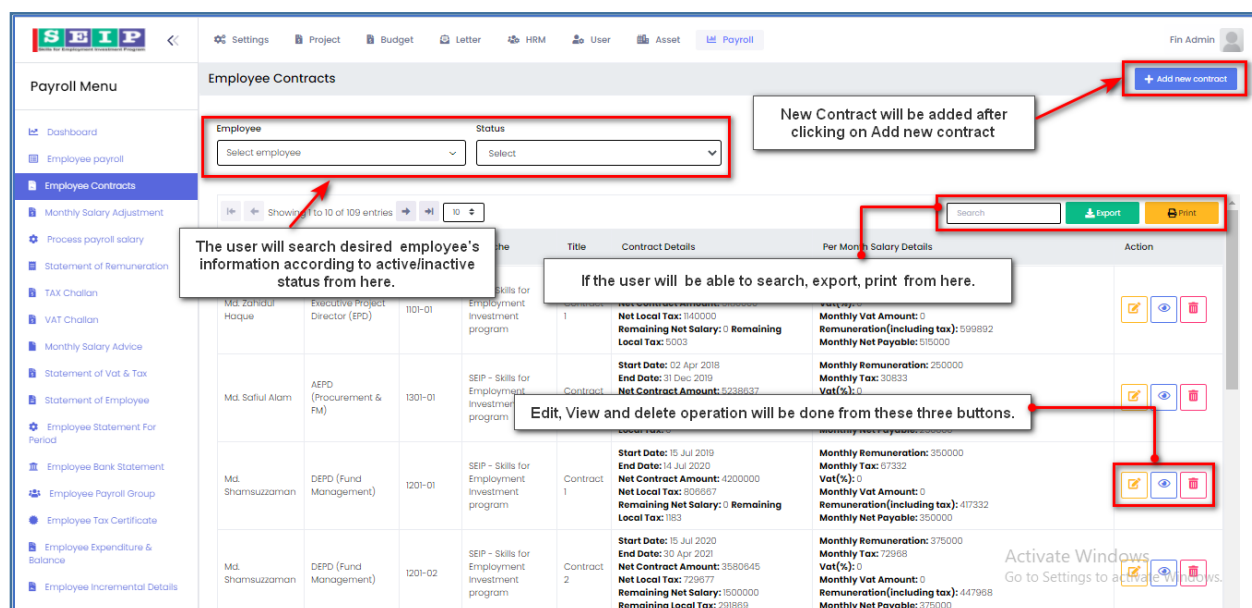 SEIP
Skills for Employment Investment Program
Settings Project Budget Letter HRM User Asset Payroll Fin Admin
Payroll Menu
Employee Contracts
+ Add new contract
New Contract will be added after
clicking on Add new contract
Dashboard
Employee payroll
Employee Contracts
Monthly Salary Adjustment
Process payroll salary
Statement of Remuneration
TAX Challan
VAT Challan
Monthly Salary Advice
Statement of Vat & Tax
Statement of Employee
Employee Statement For
Period
Employee Bank Statement
Employee Payroll Group
Employee Tax Certificate
Employee Expenditure &
Balance
Employee Incremental Details
Employee Status
Select employee Select
Showing 1 to 10 of 109 entries 10
Search Export Print
The user will search desired employee's
information according to active/inactive
status from here.
Title Contract Details Per Month Salary Details Action
If the user will be able to search, export, print from here.
Md. Zahidul
Haque
Executive Project
Director (EPD)
1101-01
Skills for
Employment
Investment
program
1
Net Local Tax: 1140000
Remaining Net Salary: 0 Remaining
Local Tax: 5003
Monthly Vat Amount: 0
Remuneration(including tax): 599892
Monthly Net Payable: 515000
Md. Safiul Alam
AEPD
(Procurement &
FM)
1301-01
SEIP - Skills for
Employment
Investment
program
Contract
Start Date: 02 Apr 2018
End Date: 31 Dec 2019
Net Contract Amount: 5238637
Monthly Remuneration: 250000
Monthly Tax: 30833
Vat(%): 0
Edit, View and delete operation will be done from these three buttons.
Md.
Shamsuzzaman
DEPD (Fund
Management)
1201-01
SEIP - Skills for
Employment
Investment
program
Contract
1
Start Date: 15 Jul 2019
End Date: 14 Jul 2020
Net Contract Amount: 4200000
Net Local Tax: 806667
Remaining Net Salary: 0 Remaining
Local Tax: 1183
Monthly Remuneration: 350000
Monthly Tax: 67332
Vat(%): 0
Monthly Vat Amount: 0
Remuneration(including tax): 417332
Monthly Net Payable: 350000
Md.
Shamsuzzaman
DEPD (Fund
Management)
1201-02
SEIP - Skills for
Employment
Investment
program
Contract
2
Start Date: 15 Jul 2020
End Date: 30 Apr 2021
Net Contract Amount: 3580645
Net Local Tax: 729677
Remaining Net Salary: 1500000
Remaining Local Tax: 291869
Monthly Remuneration: 375000
Monthly Tax: 72968
Vat(%): 0
Monthly Vat Amount: 0
Remuneration(including tax): 447968
Monthly Net Payable: 375000
Activate Windows
Go to Settings to activate Windows.